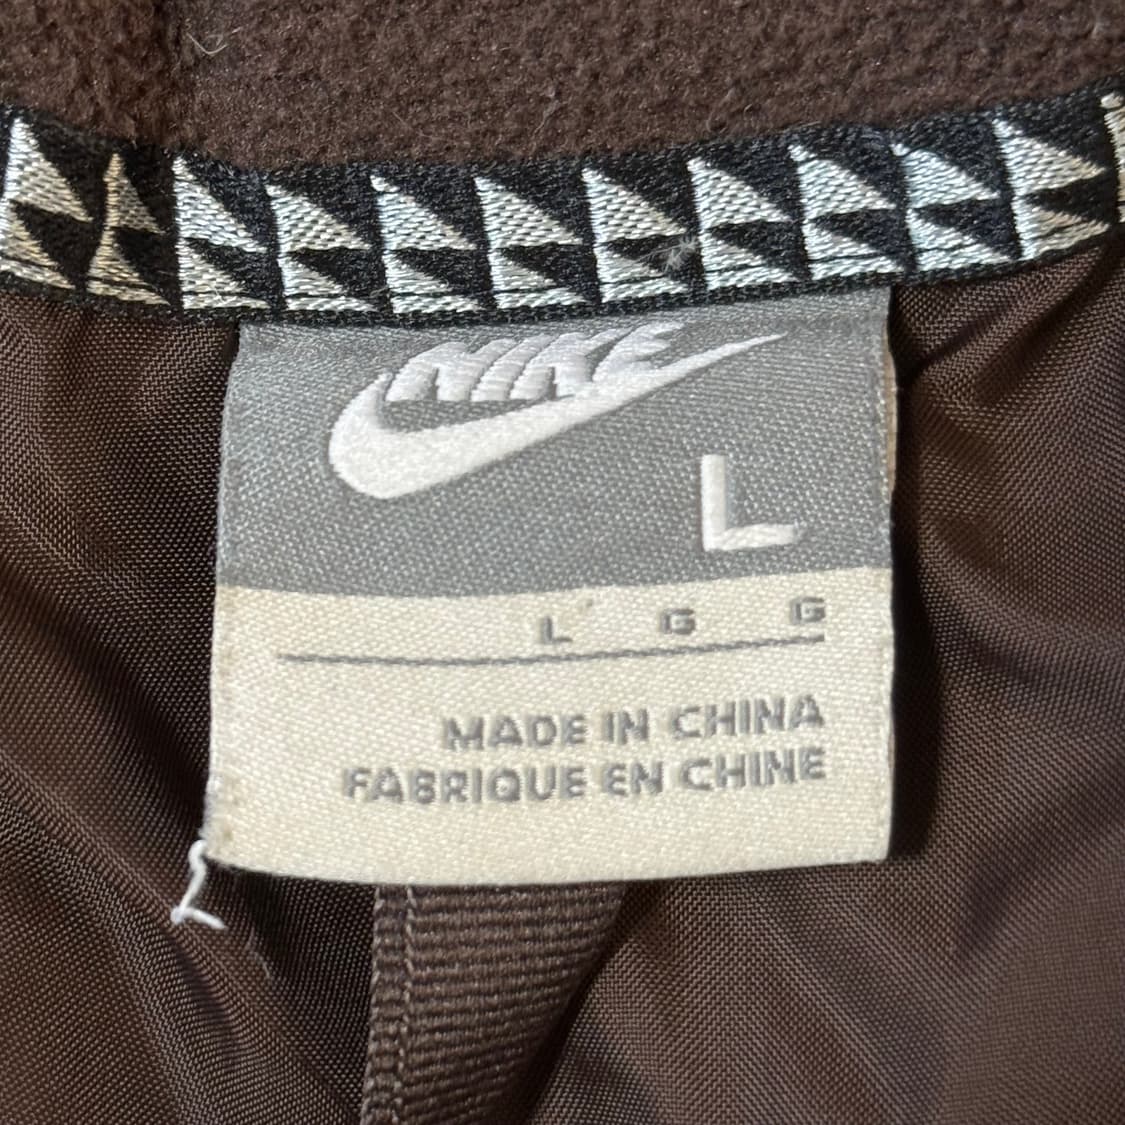 NIKE
L
L G G
MADE IN CHINA
FABRIQUE EN CHINE